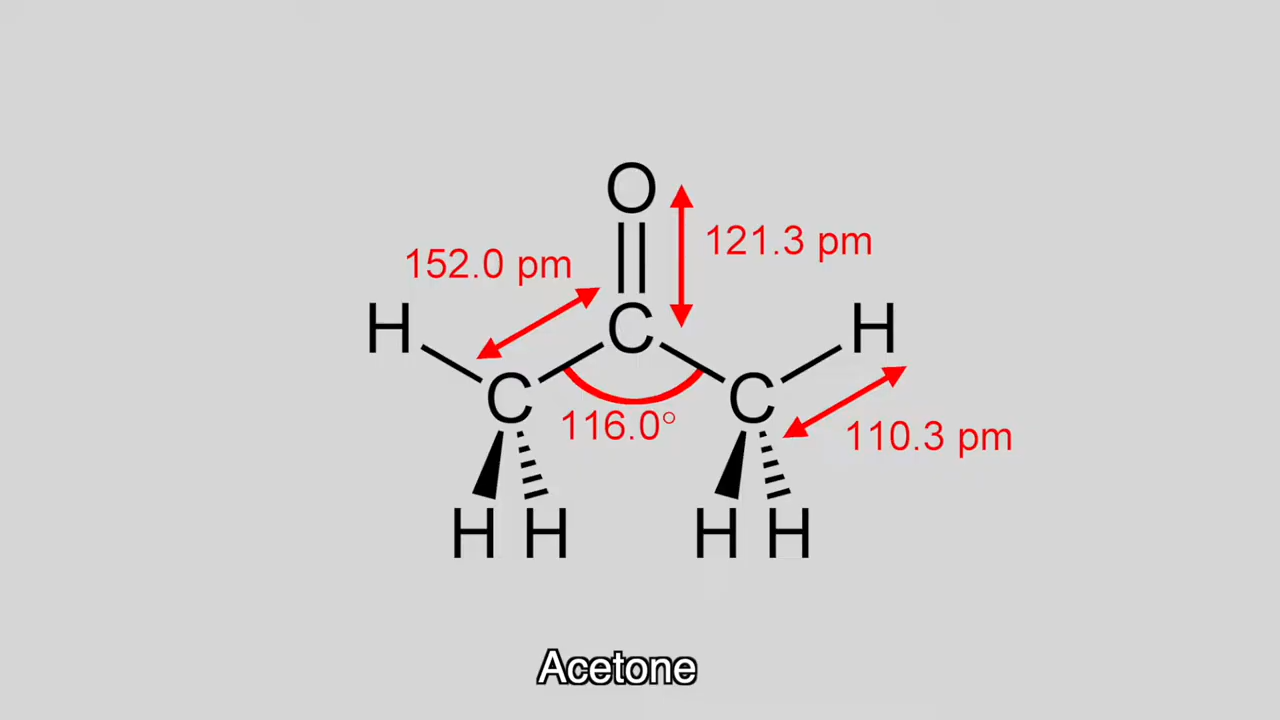 O
121.3 pm
152.0 pm
H C H
C C
116.0°
110.3 pm
H H H H
Acetone